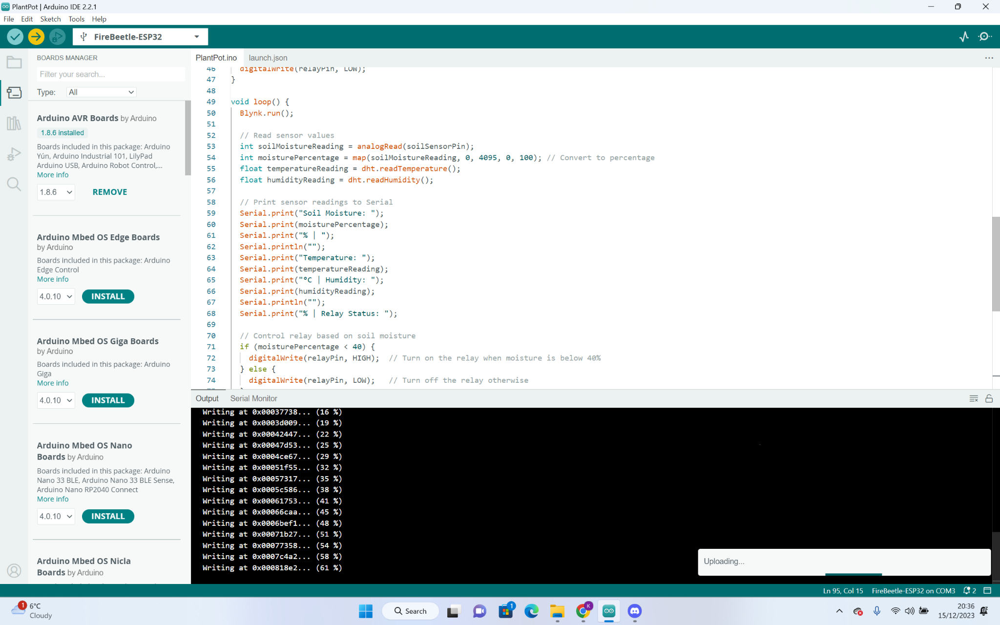 PlantPot | Arduino IDE 2.2.1
File Edit Sketch Tools Help
FireBeetle-ESP32
BOARDS MANAGER
Filter your search...
Type: All
Arduino AVR Boards by Arduino
1.8.6 installed
Boards included in this package: Arduino
Yún, Arduino Industrial 101, LilyPad
Arduino USB, Arduino Robot Control,...
More info
1.8.6 REMOVE
Arduino Mbed OS Edge Boards
by Arduino
Boards included in this package: Arduino
Edge Control
More info
4.0.10 INSTALL
Arduino Mbed OS Giga Boards
by Arduino
Boards included in this package: Arduino
Giga
More info
4.0.10 INSTALL
Arduino Mbed OS Nano
Boards by Arduino
Boards included in this package: Arduino
Nano 33 BLE, Arduino Nano 33 BLE Sense,
Arduino Nano RP2040 Connect
More info
4.0.10 INSTALL
Arduino Mbed OS Nicla
Boards by Arduino
PlantPot.ino launch.json
46 digitalWrite(relayPin, LOW);
47 }
48
49 void loop() {
50 Blynk.run();
51
52 // Read sensor values
53 int soilMoistureReading = analogRead(soilSensorPin);
54 int moisturePercentage = map(soilMoistureReading, 0, 4095, 0, 100); // Convert to percentage
55 float temperatureReading = dht.readTemperature();
56 float humidityReading = dht.readHumidity();
57
58 // Print sensor readings to Serial
59 Serial.print("Soil Moisture: ");
60 Serial.print(moisturePercentage);
61 Serial.print("% | ");
62 Serial.println("");
63 Serial.print("Temperature: ");
64 Serial.print(temperatureReading);
65 Serial.print("°C | Humidity: ");
66 Serial.print(humidityReading);
67 Serial.println("");
68 Serial.print("% | Relay Status: ");
69
70 // Control relay based on soil moisture
71 if (moisturePercentage < 40) {
72 digitalWrite(relayPin, HIGH); // Turn on the relay when moisture is below 40%
73 } else {
74 digitalWrite(relayPin, LOW); // Turn off the relay otherwise
Output Serial Monitor
Writing at 0x00037738... (16 %)
Writing at 0x0003d009... (19 %)
Writing at 0x00042447... (22 %)
Writing at 0x00047d53... (25 %)
Writing at 0x0004ce67... (29 %)
Writing at 0x00051f55... (32 %)
Writing at 0x00057317... (35 %)
Writing at 0x0005c586... (38 %)
Writing at 0x00061753... (41 %)
Writing at 0x00066caa... (45 %)
Writing at 0x0006bef1... (48 %)
Writing at 0x00071b27... (51 %)
Writing at 0x00077358... (54 %)
Writing at 0x0007c4a2... (58 %)
Writing at 0x000818e2... (61 %)
Uploading...
Ln 95, Col 15 FireBeetle-ESP32 on COM3 2
1
6°C
Cloudy
Search
1
K
20:36
15/12/2023